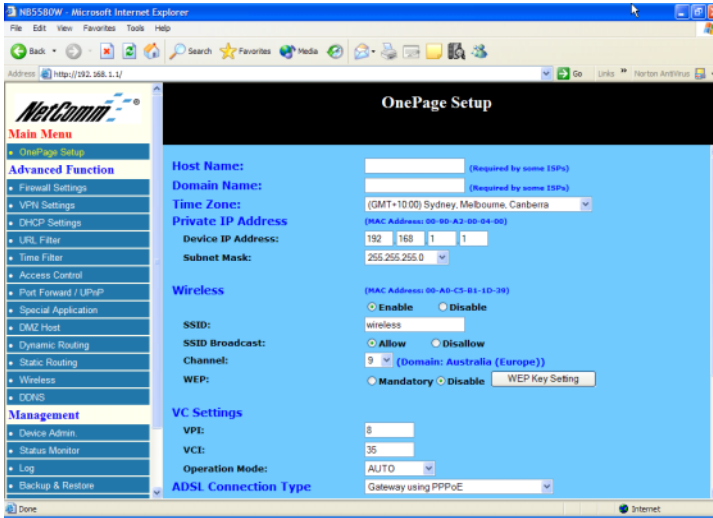 NB5580W - Microsoft Internet Explorer
File Edit View Favorites Tools Help
Back Search Favorites Media
Address http://192.168.1.1/ Go Links » Norton AntiVirus
NetComm
OnePage Setup
Main Menu
OnePage Setup
Advanced Function
Firewall Settings
VPN Settings
DHCP Settings
URL Filter
Time Filter
Access Control
Port Forward / UPnP
Special Application
DMZ Host
Dynamic Routing
Static Routing
Wireless
DDNS
Management
Device Admin.
Status Monitor
Log
Backup & Restore
Host Name: (Required by some ISPs)
Domain Name: (Required by some ISPs)
Time Zone: (GMT+10:00) Sydney, Melbourne, Canberra
Private IP Address (MAC Address: 00-90-A2-00-04-00)
Device IP Address: 192 .168 .1 .1
Subnet Mask: 255.255.255.0
Wireless (MAC Address: 00-A0-C5-B1-1D-39)
Enable Disable
SSID: wireless
SSID Broadcast: Allow Disallow
Channel: 9 (Domain: Australia (Europe))
WEP: Mandatory Disable WEP Key Setting
VC Settings
VPI: 8
VCI: 35
Operation Mode: AUTO
ADSL Connection Type Gateway using PPPoE
Done Internet